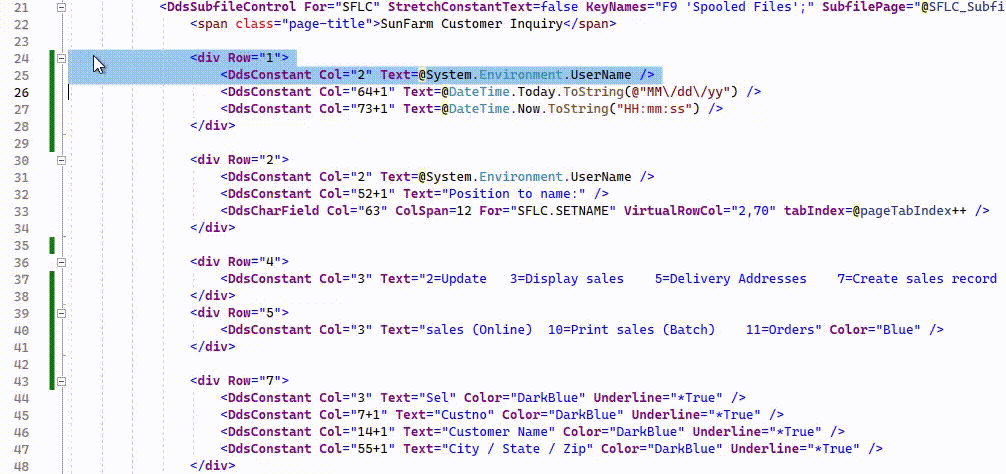 21 <DdsSubfileControl For="SFLC" StretchConstantText=false KeyNames="F9 'Spooled Files';" SubfilePage="@SFLC_Subfi
22 <span class="page-title">SunFarm Customer Inquiry</span>
23
24 <div Row="1">
25 <DdsConstant Col="2" Text=@System.Environment.UserName />
26 <DdsConstant Col="64+1" Text=@DateTime.Today.ToString(@"MM\/dd\/yy") />
27 <DdsConstant Col="73+1" Text=@DateTime.Now.ToString("HH:mm:ss") />
28 </div>
29
30 <div Row="2">
31 <DdsConstant Col="2" Text=@System.Environment.UserName />
32 <DdsConstant Col="52+1" Text="Position to name:" />
33 <DdsCharField Col="63" ColSpan=12 For="SFLC.SETNAME" VirtualRowCol="2,70" tabIndex=@pageTabIndex++ />
34 </div>
35
36 <div Row="4">
37 <DdsConstant Col="3" Text="2=Update   3=Display sales    5=Delivery Addresses    7=Create sales record
38 </div>
39 <div Row="5">
40 <DdsConstant Col="3" Text="sales (Online)  10=Print sales (Batch)    11=Orders" Color="Blue" />
41 </div>
42
43 <div Row="7">
44 <DdsConstant Col="3" Text="Sel" Color="DarkBlue" Underline="*True" />
45 <DdsConstant Col="7+1" Text="Custno" Color="DarkBlue" Underline="*True" />
46 <DdsConstant Col="14+1" Text="Customer Name" Color="DarkBlue" Underline="*True" />
47 <DdsConstant Col="55+1" Text="City / State / Zip" Color="DarkBlue" Underline="*True" />
48 </div>